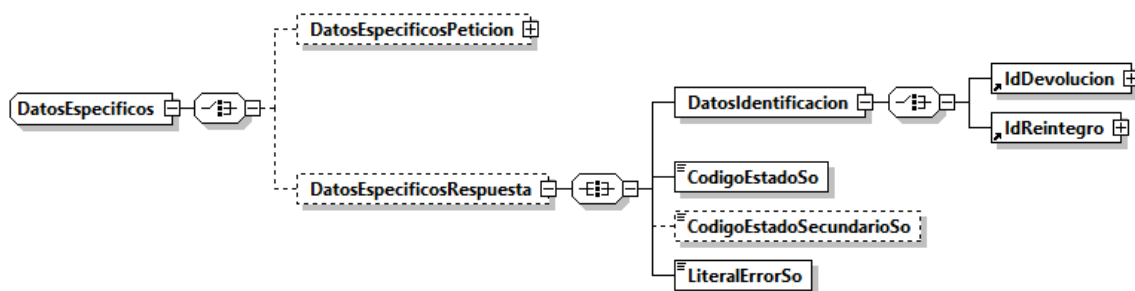 DatosEspecificosPeticion
DatosEspecificos
DatosEspecificosRespuesta
DatosIdentificacion
IdDevolucion
IdReintegro
CodigoEstadoSo
CodigoEstadoSecundarioSo
LiteralErrorSo